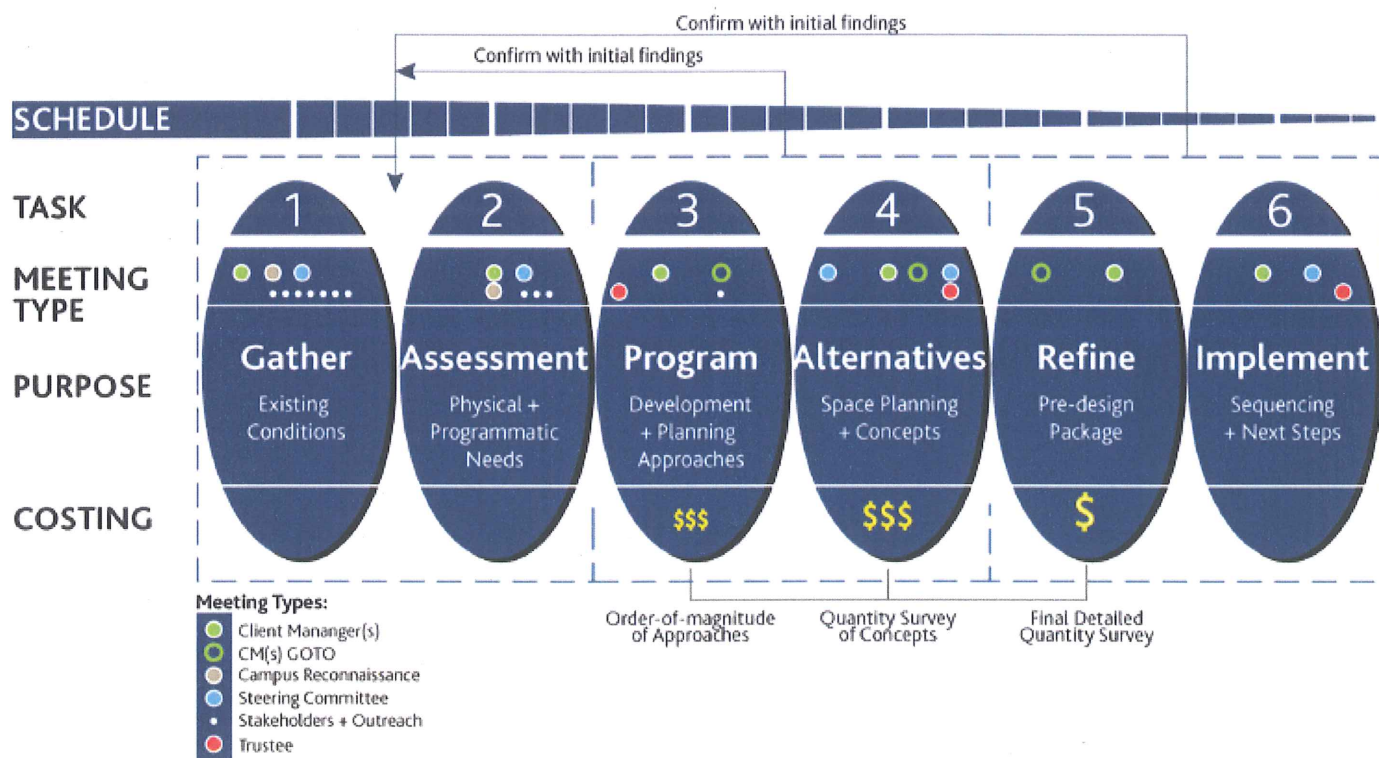 Confirm with initial findings
Confirm with initial findings
SCHEDULE
TASK
1
2
3
4
5
6
MEETING
TYPE
PURPOSE
Gather
Existing
Conditions
Assessment
Physical +
Programmatic
Needs
Program
Development
+ Planning
Approaches
Alternatives
Space Planning
+ Concepts
Refine
Pre-design
Package
Implement
Sequencing
+ Next Steps
COSTING
$$$
$$$
$
Order-of-magnitude
of Approaches
Quantity Survey
of Concepts
Final Detailed
Quantity Survey
Meeting Types:
Client Mananger(s)
CM(s) GOTO
Campus Reconnaissance
Steering Committee
Stakeholders + Outreach
Trustee